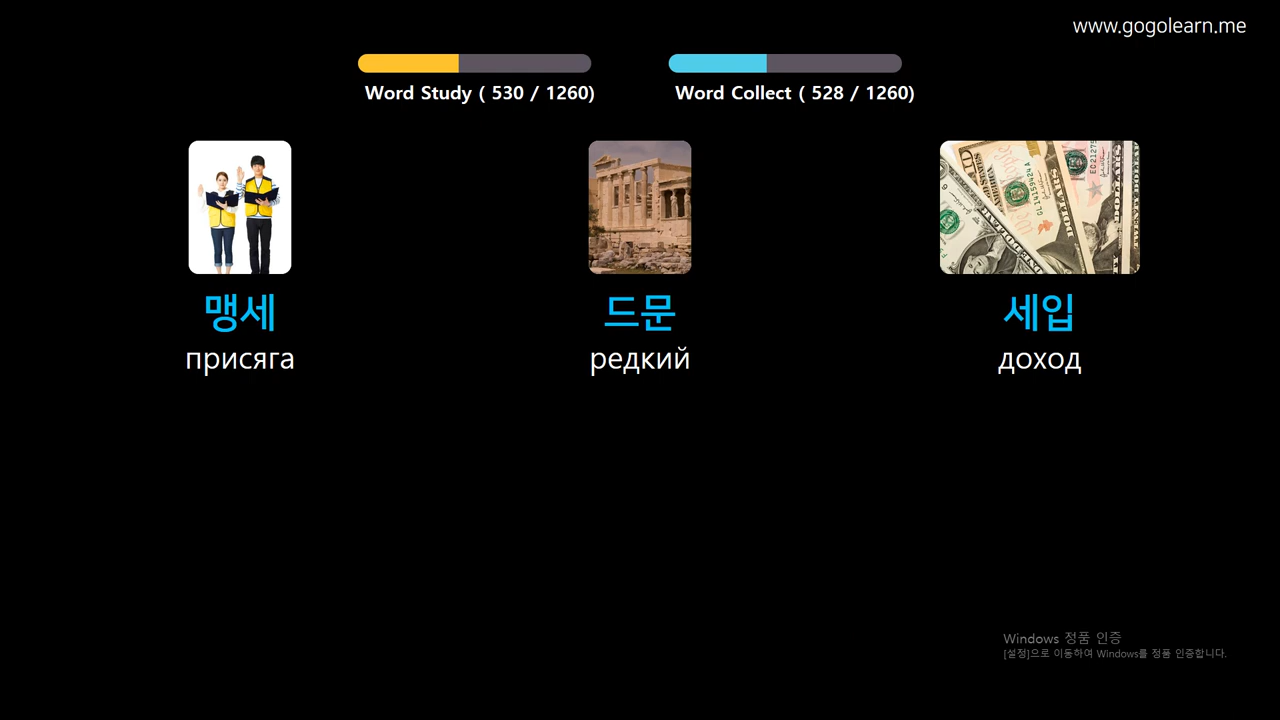 www.gogolearn.me
Word Study ( 530 / 1260)
Word Collect ( 528 / 1260)
맹세
присяга
드문
редкий
세입
доход
Windows 정품 인증
[설정]으로 이동하여 Windows를 정품 인증합니다.